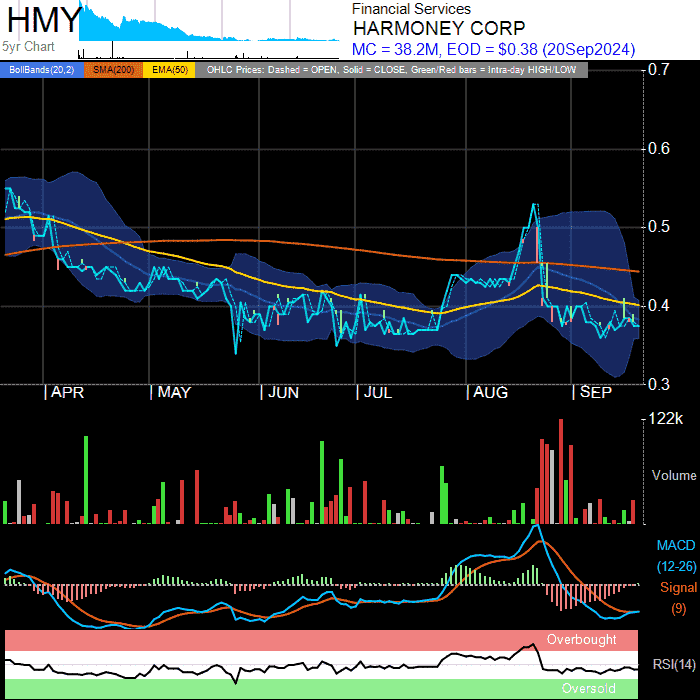 HMY
5yr Chart
Financial Services
HARMONEY CORP
MC = 38.2M, EOD = $0.38 (20Sep2024)
BollBands(20,2) SMA(200) EMA(50) OHLC Prices: Dashed = OPEN, Solid = CLOSE, Green/Red bars = Intra-day HIGH/LOW
0.7
0.6
0.5
0.4
0.3
APR MAY JUN JUL AUG SEP
122k
Volume
MACD
(12-26)
Signal
(9)
Overbought
RSI(14)
Oversold